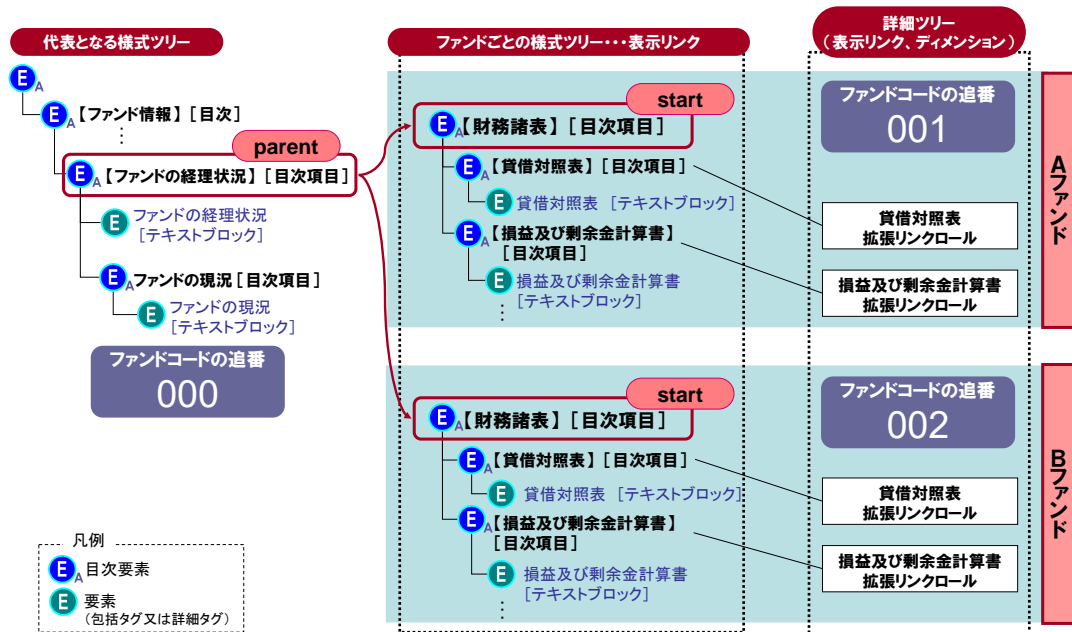 代表となる様式ツリー
E A
E A 【ファンド情報】 [目次]
⋮
parent
E A 【ファンドの経理状況】 [目次項目]
E ファンドの経理状況
[テキストブロック]
E A ファンドの現況 [目次項目]
E ファンドの現況
[テキストブロック]
ファンドコードの追番
000
凡例
E A 目次要素
E 要素
(包括タグ又は詳細タグ)
ファンドごとの様式ツリー・・・表示リンク
start
E A 【財務諸表】 [目次項目]
E A 【貸借対照表】 [目次項目]
E 貸借対照表 [テキストブロック]
E A 【損益及び剰余金計算書】
[目次項目]
E 損益及び剰余金計算書
[テキストブロック]
⋮
start
E A 【財務諸表】 [目次項目]
E A 【貸借対照表】 [目次項目]
E 貸借対照表 [テキストブロック]
E A 【損益及び剰余金計算書】
[目次項目]
E 損益及び剰余金計算書
[テキストブロック]
⋮
詳細ツリー
(表示リンク、ディメンション)
ファンドコードの追番
001
貸借対照表
拡張リンクロール
損益及び剰余金計算書
拡張リンクロール
Aファンド
ファンドコードの追番
002
貸借対照表
拡張リンクロール
損益及び剰余金計算書
拡張リンクロール
Bファンド